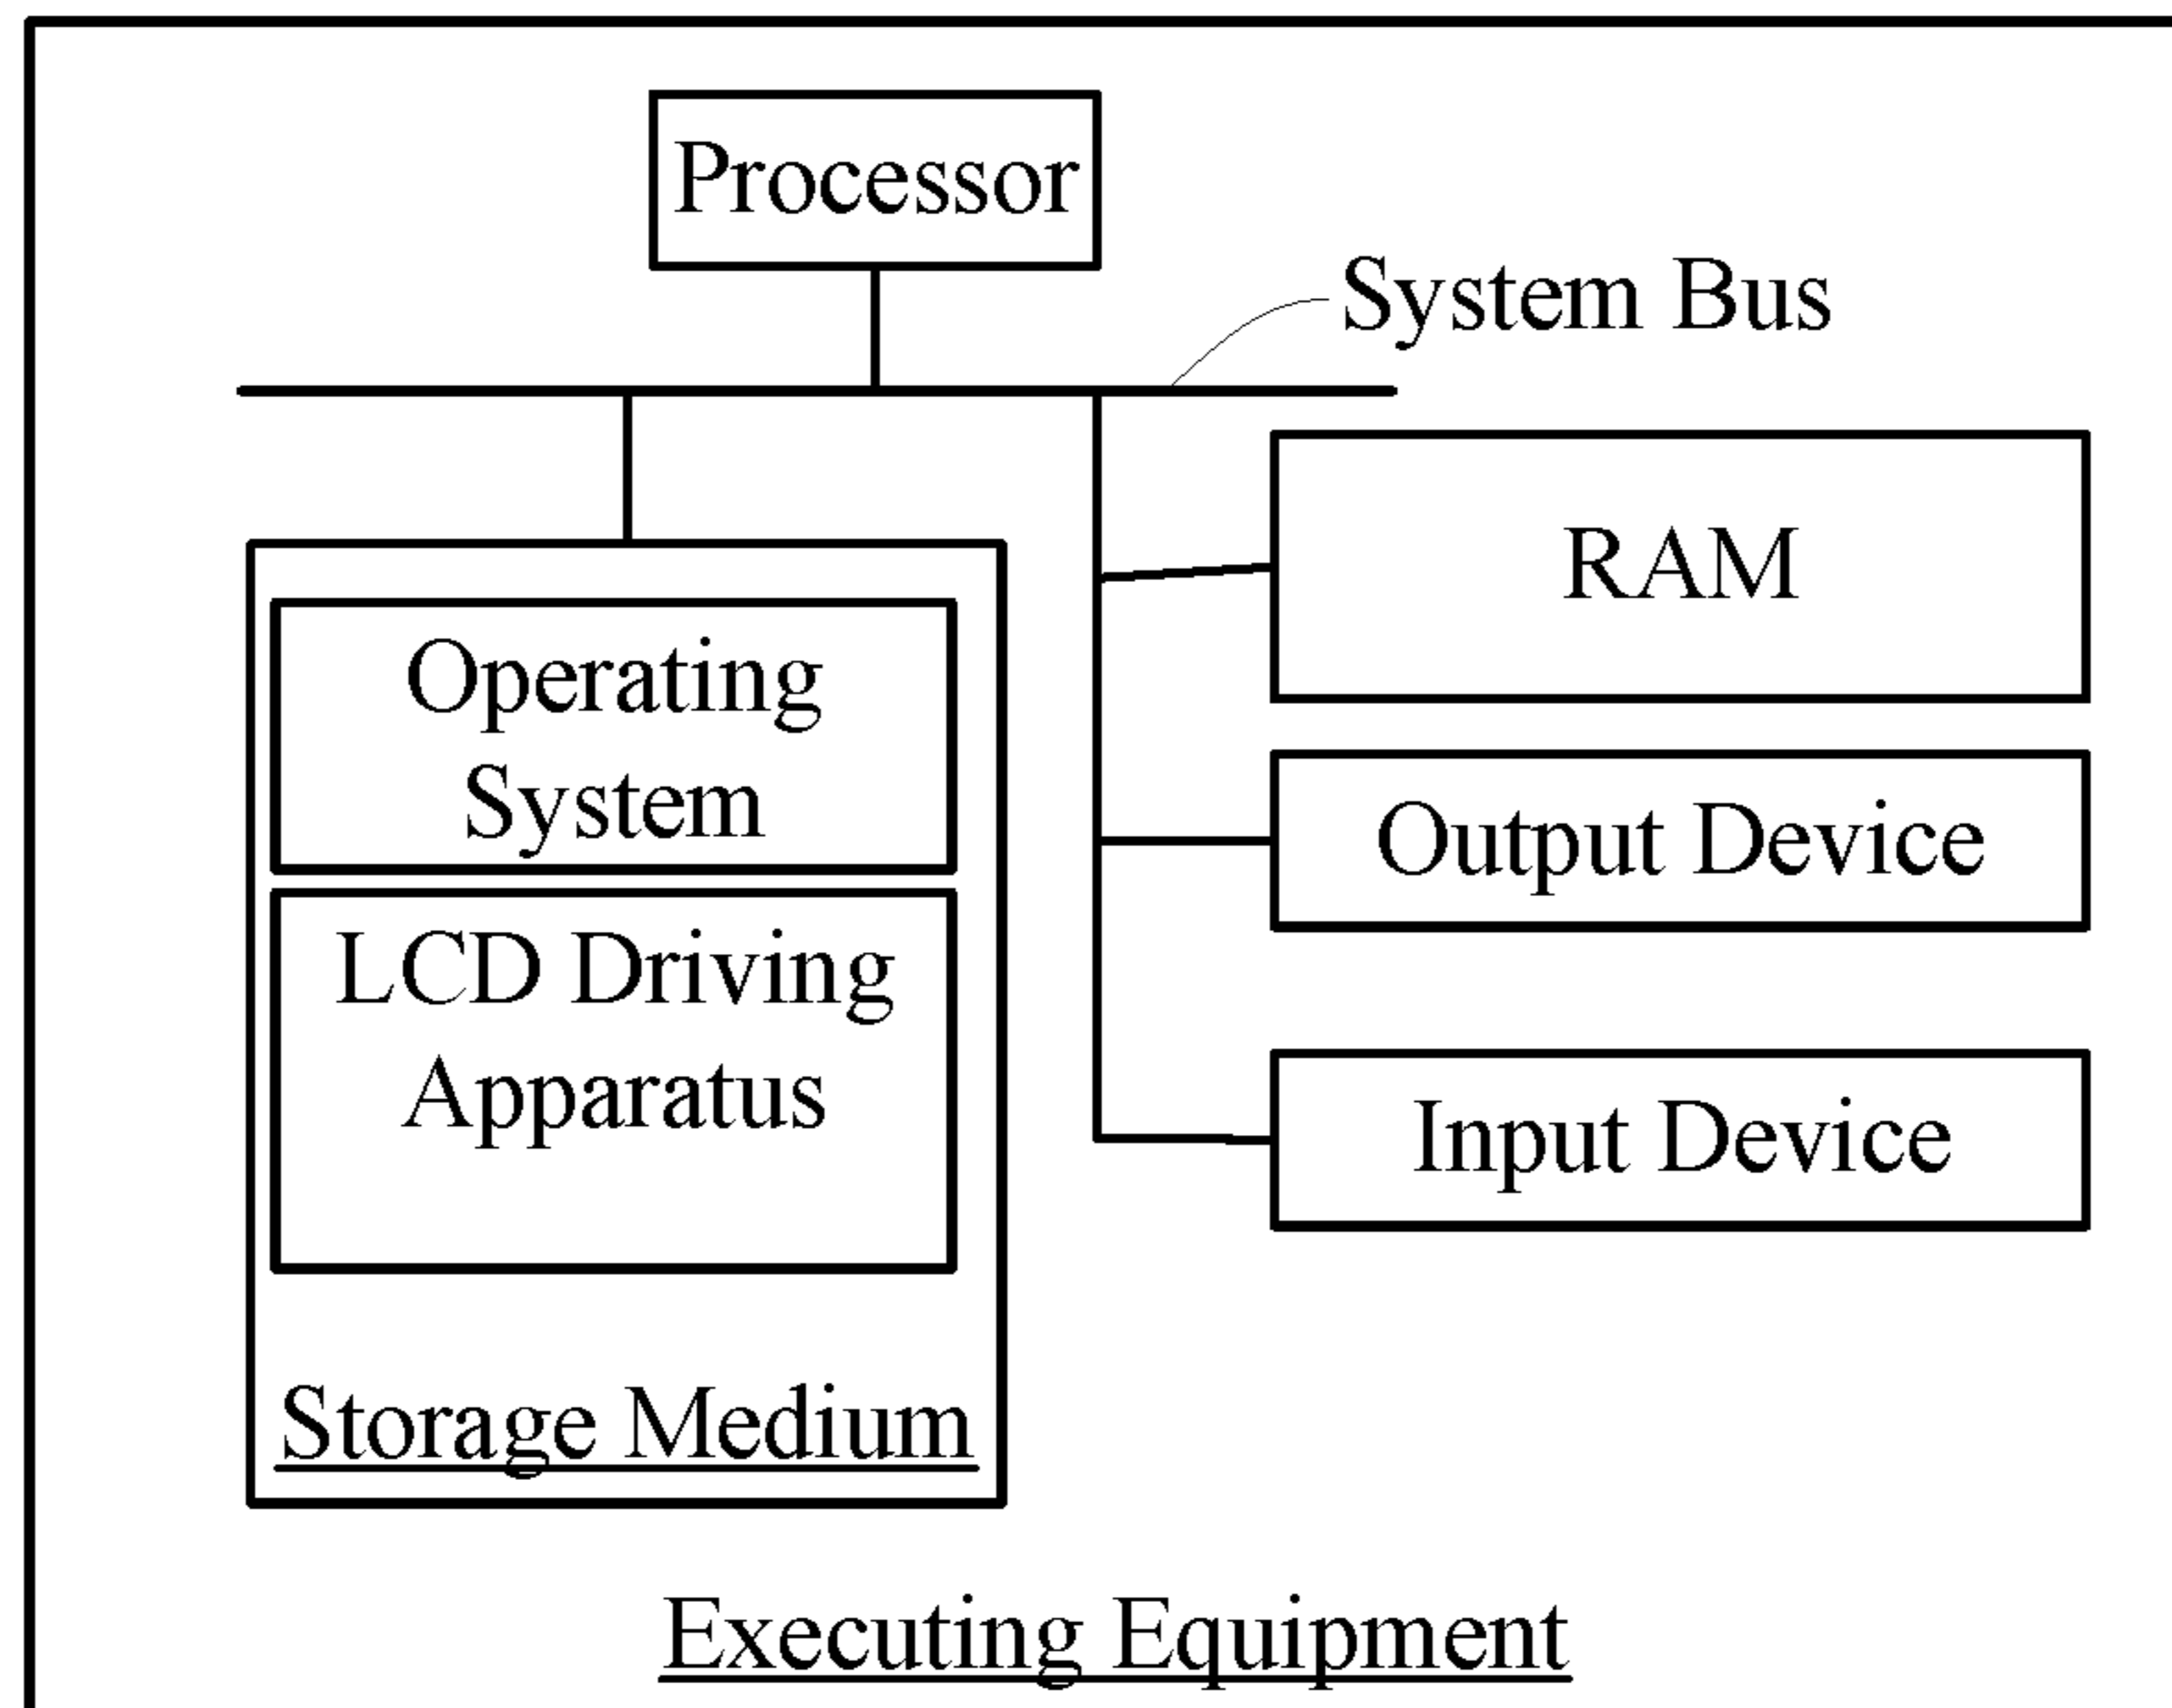 Processor
System Bus
RAM
Operating
System
Output Device
LCD Driving
Apparatus
Input Device
Storage Medium
Executing Equipment